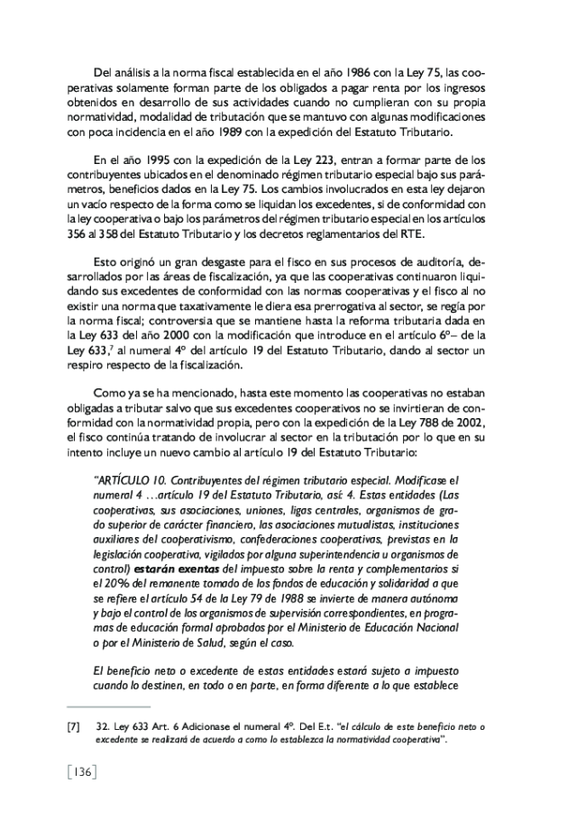 Del análisis a la norma fiscal establecida en el año 1986 con la Ley 75, las coo-
perativas solamente forman parte de los obligados a pagar renta por los ingresos
obtenidos en desarrollo de sus actividades cuando no cumplieran con su propia
normatividad, modalidad de tributación que se mantuvo con algunas modificaciones
con poca incidencia en el año 1989 con la expedición del Estatuto Tributario.
En el año 1995 con la expedición de la Ley 223, entran a formar parte de los
contribuyentes ubicados en el denominado régimen tributario especial bajo sus pará-
metros, beneficios dados en la Ley 75. Los cambios involucrados en esta ley dejaron
un vacío respecto de la forma como se liquidan los excedentes, si de conformidad con
la ley cooperativa o bajo los parámetros del régimen tributario especial en los artículos
356 al 358 del Estatuto Tributario y los decretos reglamentarios del RTE.
Esto originó un gran desgaste para el fisco en sus procesos de auditoría, de-
sarrollados por las áreas de fiscalización, ya que las cooperativas continuaron liqui-
dando sus excedentes de conformidad con las normas cooperativas y el fisco al no
existir una norma que taxativamente le diera esa prerrogativa al sector, se regía por
la norma fiscal; controversia que se mantiene hasta la reforma tributaria dada en
la Ley 633 del año 2000 con la modificación que introduce en el artículo 6º– de la
Ley 633,7 al numeral 4º del artículo 19 del Estatuto Tributario, dando al sector un
respiro respecto de la fiscalización.
Como ya se ha mencionado, hasta este momento las cooperativas no estaban
obligadas a tributar salvo que sus excedentes cooperativos no se invirtieran de con-
formidad con la normatividad propia, pero con la expedición de la Ley 788 de 2002,
el fisco continúa tratando de involucrar al sector en la tributación por lo que en su
intento incluye un nuevo cambio al artículo 19 del Estatuto Tributario:
"ARTÍCULO 10. Contribuyentes del régimen tributario especial. Modifícase el
numeral 4 …artículo 19 del Estatuto Tributario, así: 4. Estas entidades (Las
cooperativas, sus asociaciones, uniones, ligas centrales, organismos de gra-
do superior de carácter financiero, las asociaciones mutualistas, instituciones
auxiliares del cooperativismo, confederaciones cooperativas, previstas en la
legislación cooperativa, vigilados por alguna superintendencia u organismos de
control) estarán exentas del impuesto sobre la renta y complementarios si
el 20% del remanente tomado de los fondos de educación y solidaridad a que
se refiere el artículo 54 de la Ley 79 de 1988 se invierte de manera autónoma
y bajo el control de los organismos de supervisión correspondientes, en progra-
mas de educación formal aprobados por el Ministerio de Educación Nacional
o por el Ministerio de Salud, según el caso.
El beneficio neto o excedente de estas entidades estará sujeto a impuesto
cuando lo destinen, en todo o en parte, en forma diferente a lo que establece
[7] 32. Ley 633 Art. 6 Adicionase el numeral 4º. Del E.t. "el cálculo de este beneficio neto o
excedente se realizará de acuerdo a como lo establezca la normatividad cooperativa".
[136]